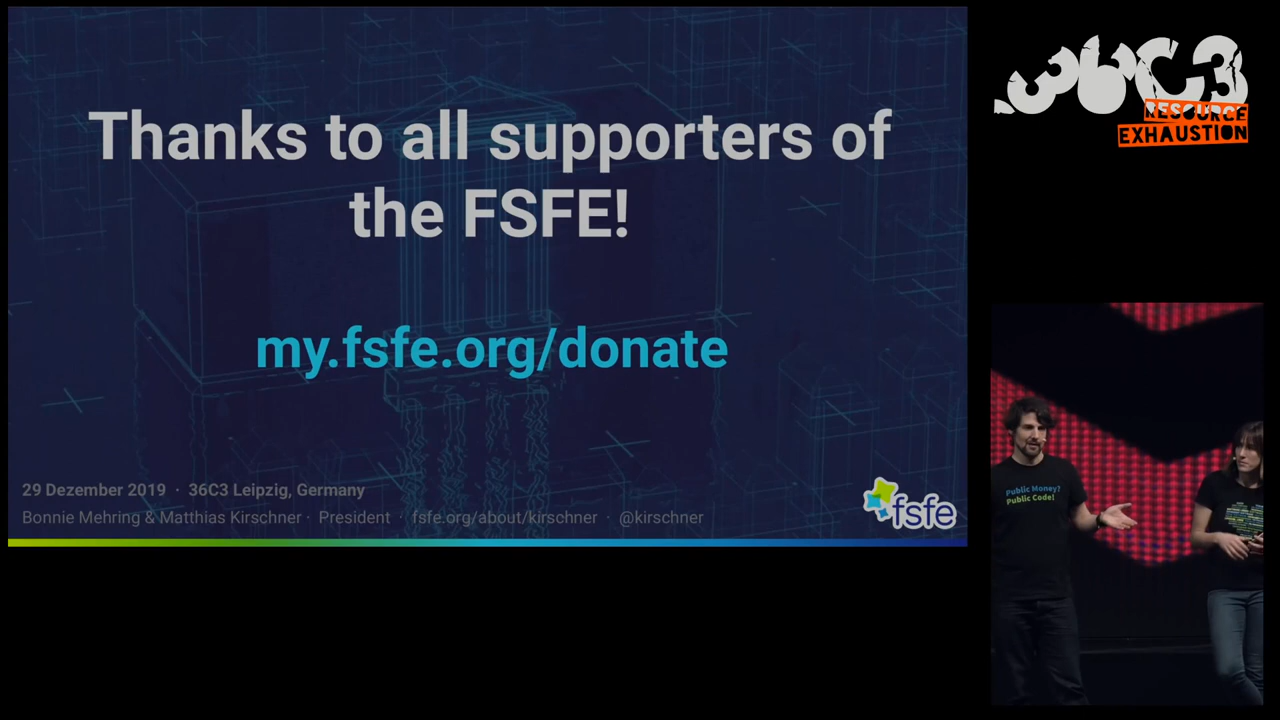 Thanks to all supporters of
the FSFE!
my.fsfe.org/donate
29 Dezember 2019 · 36C3 Leipzig, Germany
Bonnie Mehring & Matthias Kirschner · President · fsfe.org/about/kirschner · @kirschner
fsfe
36C3
RESOURCE
EXHAUSTION
Public Money?
Public Code!